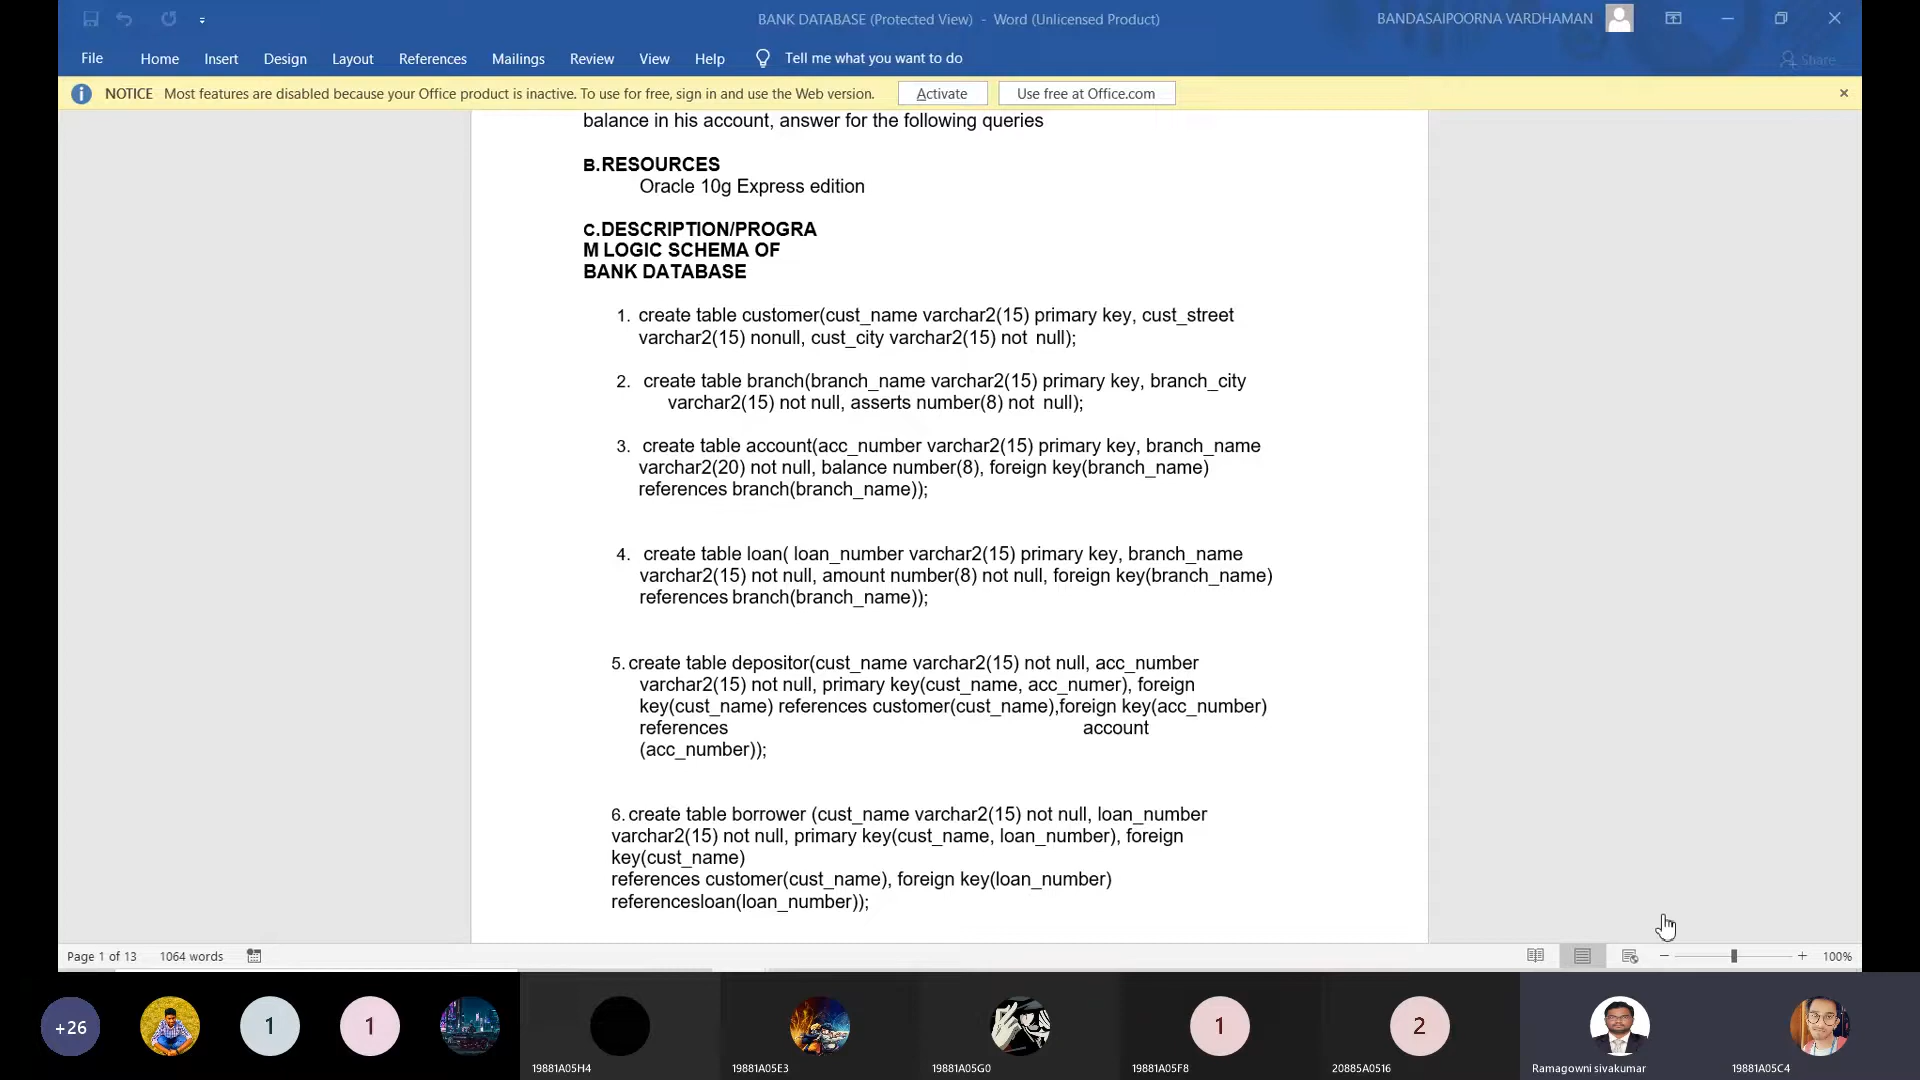 BANK DATABASE (Protected View) - Word (Unlicensed Product)
BANDASAIPOORNA VARDHAMAN
File Home Insert Design Layout References Mailings Review View Help Tell me what you want to do
Share
NOTICE Most features are disabled because your Office product is inactive. To use for free, sign in and use the Web version. Activate Use free at Office.com
balance in his account, answer for the following queries
B.RESOURCES
Oracle 10g Express edition
C.DESCRIPTION/PROGRA
M LOGIC SCHEMA OF
BANK DATABASE
1. create table customer(cust_name varchar2(15) primary key, cust_street
varchar2(15) nonull, cust_city varchar2(15) not null);
2. create table branch(branch_name varchar2(15) primary key, branch_city
varchar2(15) not null, asserts number(8) not null);
3. create table account(acc_number varchar2(15) primary key, branch_name
varchar2(20) not null, balance number(8), foreign key(branch_name)
references branch(branch_name));
4. create table loan( loan_number varchar2(15) primary key, branch_name
varchar2(15) not null, amount number(8) not null, foreign key(branch_name)
references branch(branch_name));
5. create table depositor(cust_name varchar2(15) not null, acc_number
varchar2(15) not null, primary key(cust_name, acc_numer), foreign
key(cust_name) references customer(cust_name),foreign key(acc_number)
references account
(acc_number));
6. create table borrower (cust_name varchar2(15) not null, loan_number
varchar2(15) not null, primary key(cust_name, loan_number), foreign
key(cust_name)
references customer(cust_name), foreign key(loan_number)
referencesloan(loan_number));
Page 1 of 13 1064 words
100%
+26 1 1 1 2
19881A05H4 19881A05E3 19881A05G0 19881A05F8 20885A0516 Ramagowni sivakumar 19881A05C4